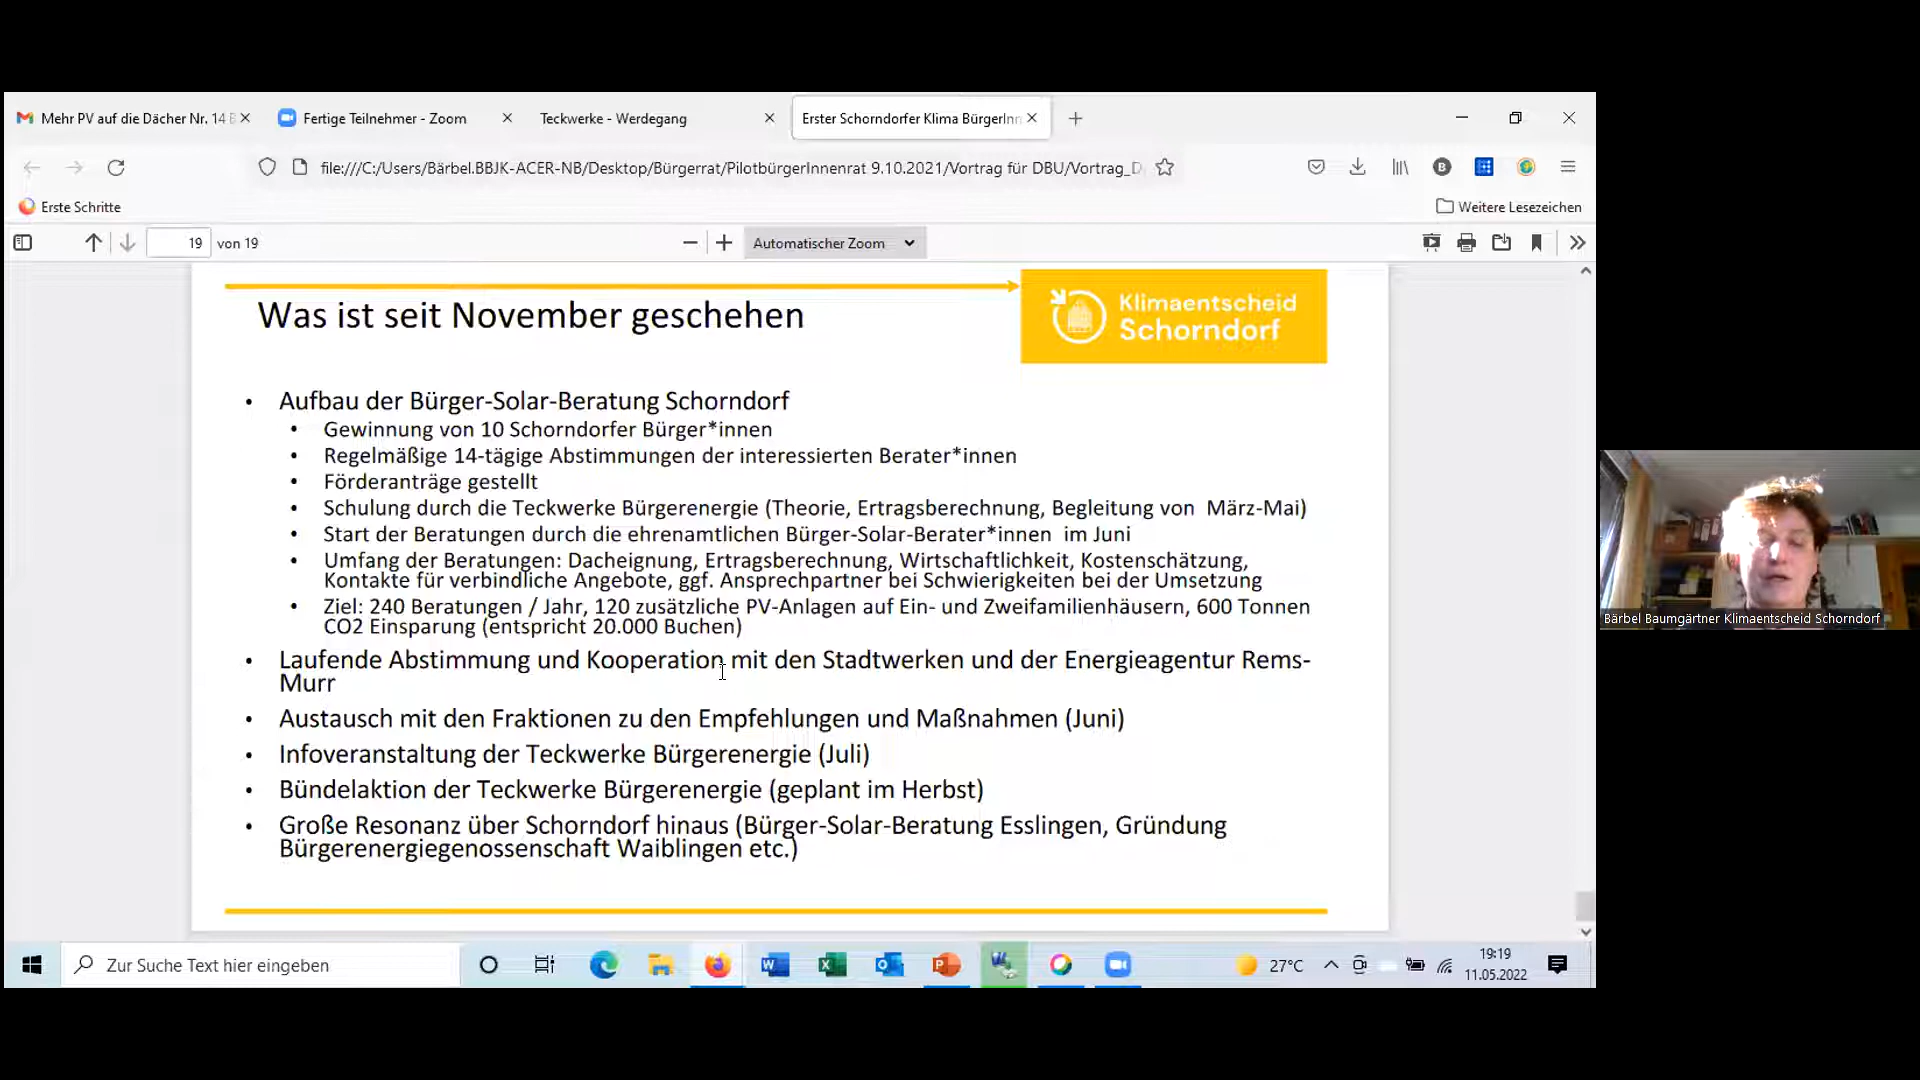 Mehr PV auf die Dächer Nr. 14
Fertige Teilnehmer - Zoom
Teckwerke - Werdegang
Erster Schorndorfer Klima BürgerInn
file:///C:/Users/Bärbel.BBJK-ACER-NB/Desktop/Bürgerrat/PilotbürgerInnenrat 9.10.2021/Vortrag für DBU/Vortrag_D
Erste Schritte
Weitere Lesezeichen
19 von 19
Automatischer Zoom
Klimaentscheid
Schorndorf
Was ist seit November geschehen
• Aufbau der Bürger-Solar-Beratung Schorndorf
• Gewinnung von 10 Schorndorfer Bürger*innen
• Regelmäßige 14-tägige Abstimmungen der interessierten Berater*innen
• Förderanträge gestellt
• Schulung durch die Teckwerke Bürgerenergie (Theorie, Ertragsberechnung, Begleitung von März-Mai)
• Start der Beratungen durch die ehrenamtlichen Bürger-Solar-Berater*innen im Juni
• Umfang der Beratungen: Dacheignung, Ertragsberechnung, Wirtschaftlichkeit, Kostenschätzung,
Kontakte für verbindliche Angebote, ggf. Ansprechpartner bei Schwierigkeiten bei der Umsetzung
• Ziel: 240 Beratungen / Jahr, 120 zusätzliche PV-Anlagen auf Ein- und Zweifamilienhäusern, 600 Tonnen
CO2 Einsparung (entspricht 20.000 Buchen)
• Laufende Abstimmung und Kooperation mit den Stadtwerken und der Energieagentur Rems-
Murr
• Austausch mit den Fraktionen zu den Empfehlungen und Maßnahmen (Juni)
• Infoveranstaltung der Teckwerke Bürgerenergie (Juli)
• Bündelaktion der Teckwerke Bürgerenergie (geplant im Herbst)
• Große Resonanz über Schorndorf hinaus (Bürger-Solar-Beratung Esslingen, Gründung
Bürgerenergiegenossenschaft Waiblingen etc.)
Bärbel Baumgärtner Klimaentscheid Schorndorf
Zur Suche Text hier eingeben
27°C
19:19
11.05.2022